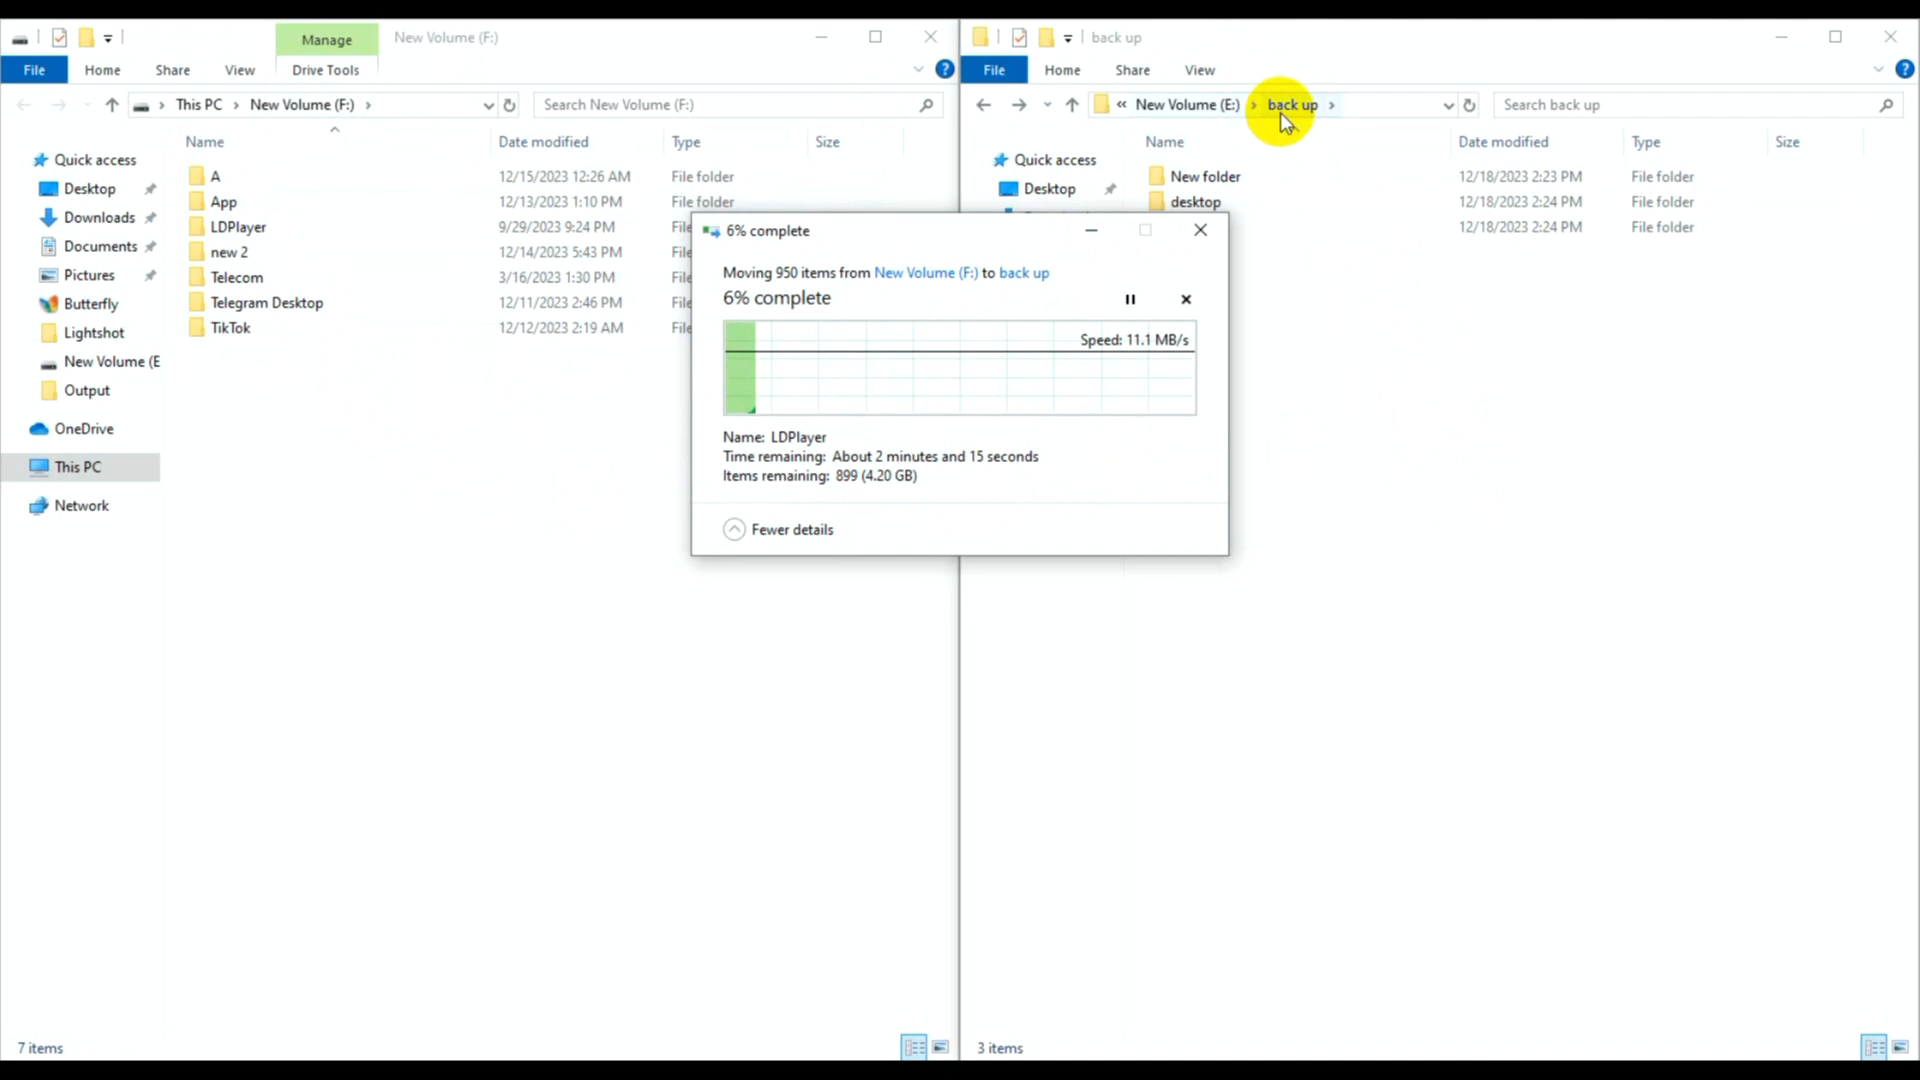 Manage
New Volume (F:)
File
Home
Share
View
Drive Tools
This PC
New Volume (F:)
Search New Volume (F:)
Name
Date modified
Type
Size
Quick access
Desktop
Downloads
Documents
Pictures
Butterfly
Lightshot
New Volume (E
Output
OneDrive
This PC
Network
A 12/15/2023 12:26 AM File folder
App 12/13/2023 1:10 PM File folder
LDPlayer 9/29/2023 9:24 PM File
new 2 12/14/2023 5:43 PM File
Telecom 3/16/2023 1:30 PM File
Telegram Desktop 12/11/2023 2:46 PM File
TikTok 12/12/2023 2:19 AM File
7 items
back up
File
Home
Share
View
« New Volume (E:)
back up
Search back up
Name
Date modified
Type
Size
Quick access
Desktop
New folder 12/18/2023 2:23 PM File folder
desktop 12/18/2023 2:24 PM File folder
12/18/2023 2:24 PM File folder
3 items
6% complete
Moving 950 items from New Volume (F:) to back up
6% complete
Speed: 11.1 MB/s
Name: LDPlayer
Time remaining: About 2 minutes and 15 seconds
Items remaining: 899 (4.20 GB)
Fewer details